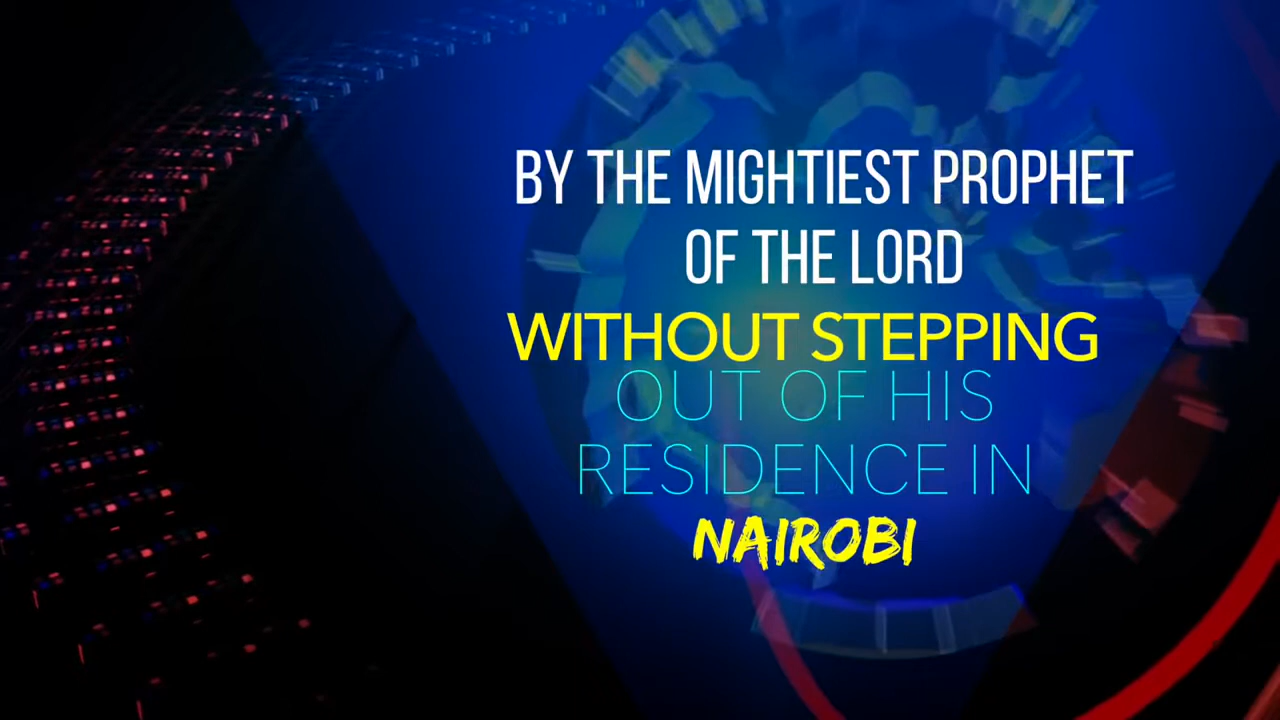 BY THE MIGHTIEST PROPHET
OF THE LORD
WITHOUT STEPPING
OUT OF HIS
RESIDENCE IN
NAIROBI